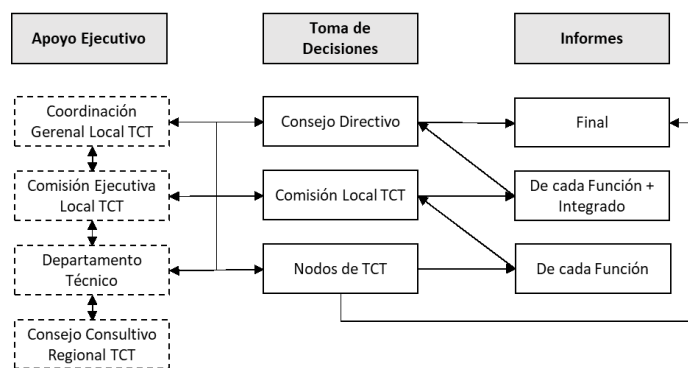 Apoyo Ejecutivo
Toma de
Decisiones
Informes
Coordinación
Gerenal Local TCT
Consejo Directivo
Final
Comisión Ejecutiva
Local TCT
Comisión Local TCT
De cada Función +
Integrado
Departamento
Técnico
Nodos de TCT
De cada Función
Consejo Consultivo
Regional TCT